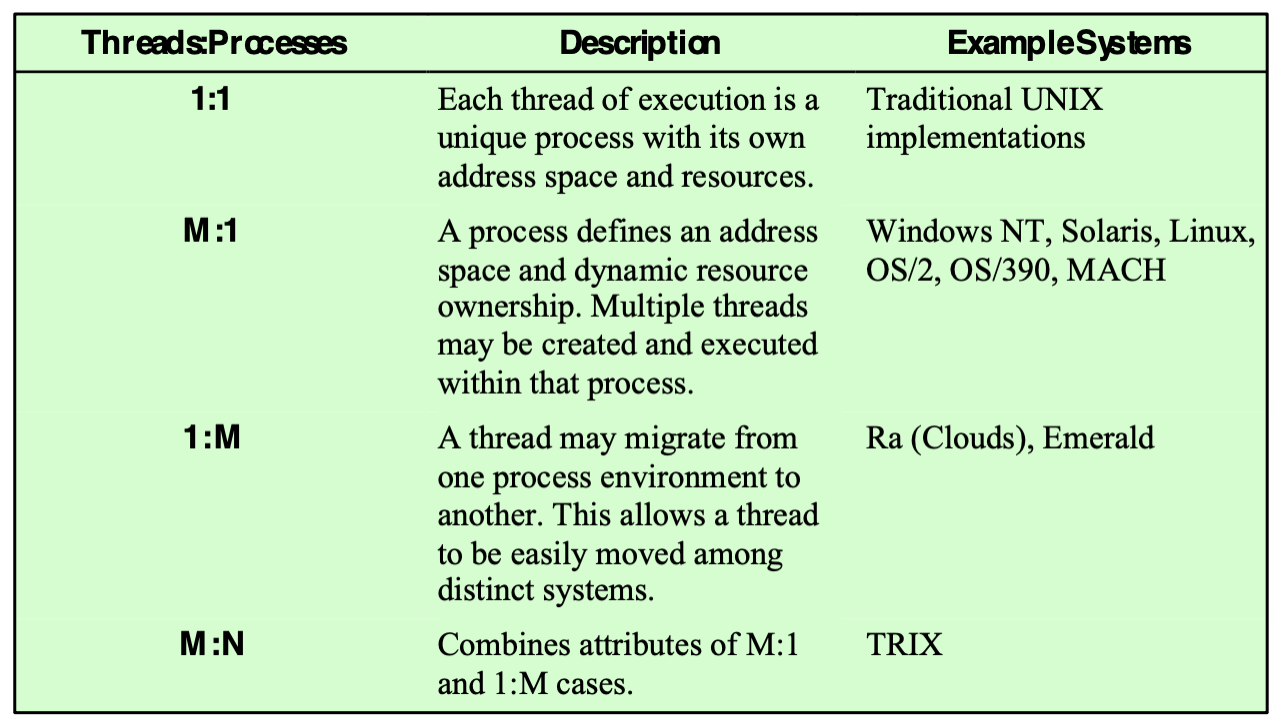 Threads:Processes Description Example Systems
1:1 Each thread of execution is a Traditional UNIX
unique process with its own implementations
address space and resources.
M:1 A process defines an address Windows NT, Solaris, Linux,
space and dynamic resource OS/2, OS/390, MACH
ownership. Multiple threads
may be created and executed
within that process.
1:M A thread may migrate from Ra (Clouds), Emerald
one process environment to
another. This allows a thread
to be easily moved among
distinct systems.
M:N Combines attributes of M:1 TRIX
and 1:M cases.